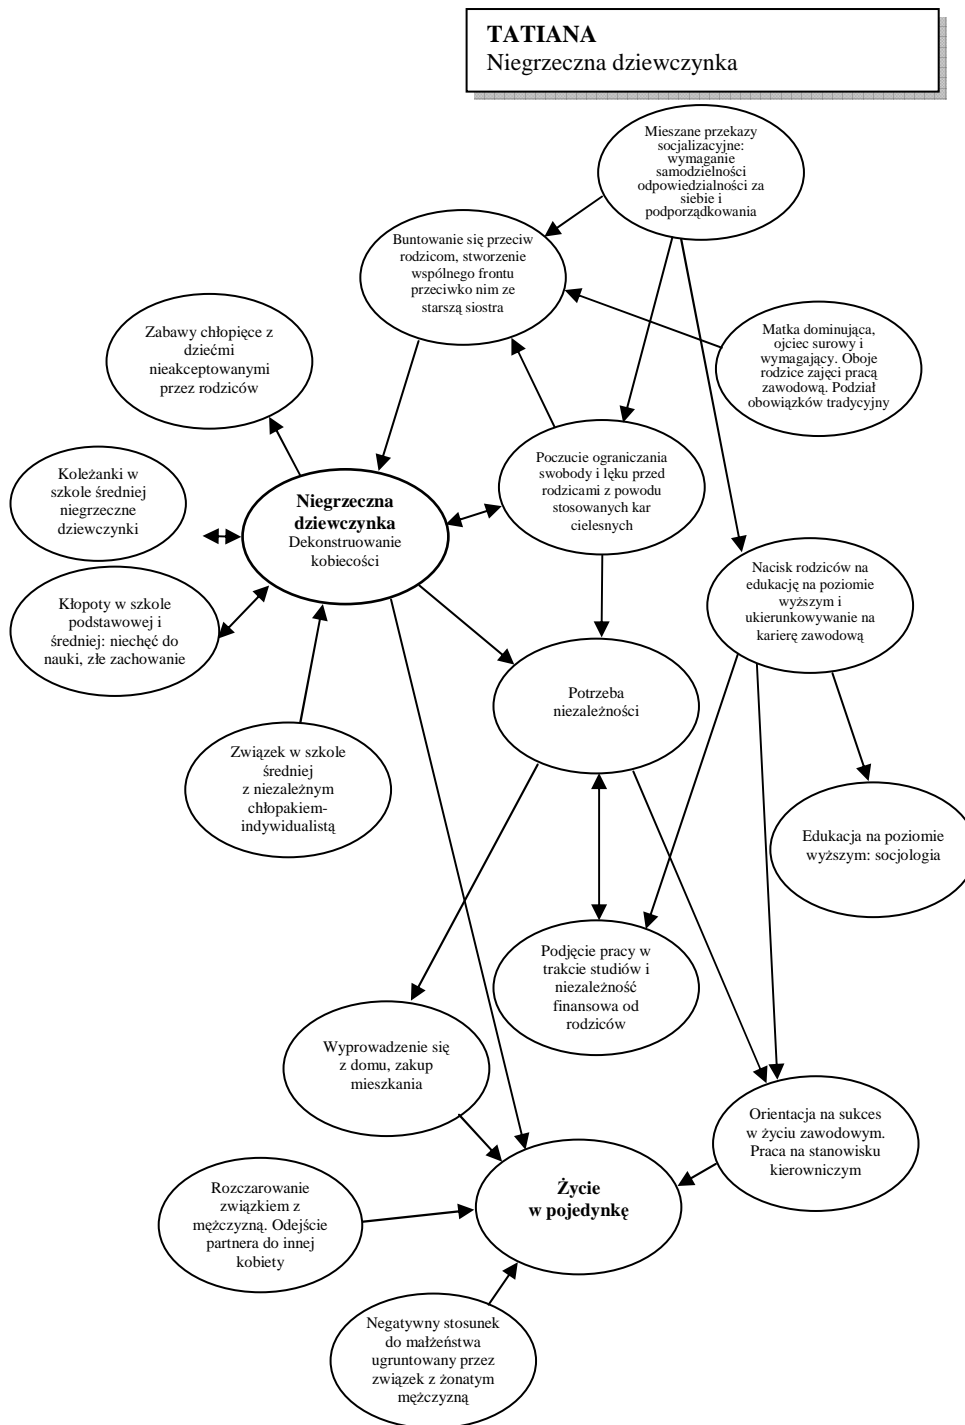 TATIANA
Niegrzeczna dziewczynka
Mieszane przekazy
socjalizacyjne:
wymaganie
samodzielności
odpowiedzialności za
siebie i
podporządkowania
Buntowanie się przeciw
rodzicom, stworzenie
wspólnego frontu
przeciwko nim ze
starszą siostra
Zabawy chłopięce z
dziećmi
nieakceptowanymi
przez rodziców
Matka dominująca,
ojciec surowy i
wymagający. Oboje
rodzice zajęci pracą
zawodową. Podział
obowiązków tradycyjny
Poczucie ograniczania
swobody i lęku przed
rodzicami z powodu
stosowanych kar
cielesnych
Koleżanki w
szkole średniej
niegrzeczne
dziewczynki
Niegrzeczna
dziewczynka
Dekonstruowanie
kobiecości
Nacisk rodziców na
edukację na poziomie
wyższym i
ukierunkowywanie na
karierę zawodową
Kłopoty w szkole
podstawowej i
średniej: niechęć do
nauki, złe zachowanie
Potrzeba
niezależności
Związek w szkole
średniej
z niezależnym
chłopakiem-
indywidualistą
Edukacja na poziomie
wyższym: socjologia
Podjęcie pracy w
trakcie studiów i
niezależność
finansowa od
rodziców
Wyprowadzenie się
z domu, zakup
mieszkania
Orientacja na sukces
w życiu zawodowym.
Praca na stanowisku
kierowniczym
Życie
w pojedynkę
Rozczarowanie
związkiem z
mężczyzną. Odejście
partnera do innej
kobiety
Negatywny stosunek
do małżeństwa
ugruntowany przez
związek z żonatym
mężczyzną